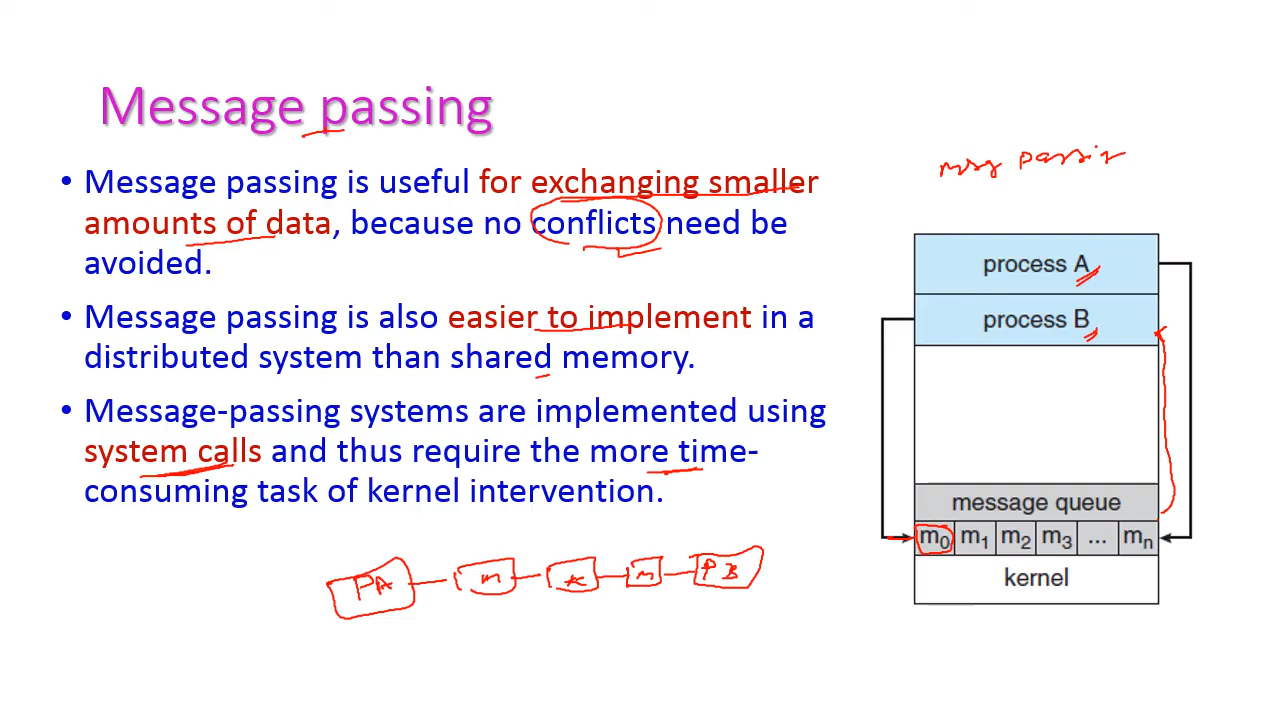 Message passing
• Message passing is useful for exchanging smaller
amounts of data, because no conflicts need be
avoided.
• Message passing is also easier to implement in a
distributed system than shared memory.
• Message-passing systems are implemented using
system calls and thus require the more time-
consuming task of kernel intervention.
PA m k m PB
msg passin
process A
process B
message queue
m0 m1 m2 m3 ... mn
kernel